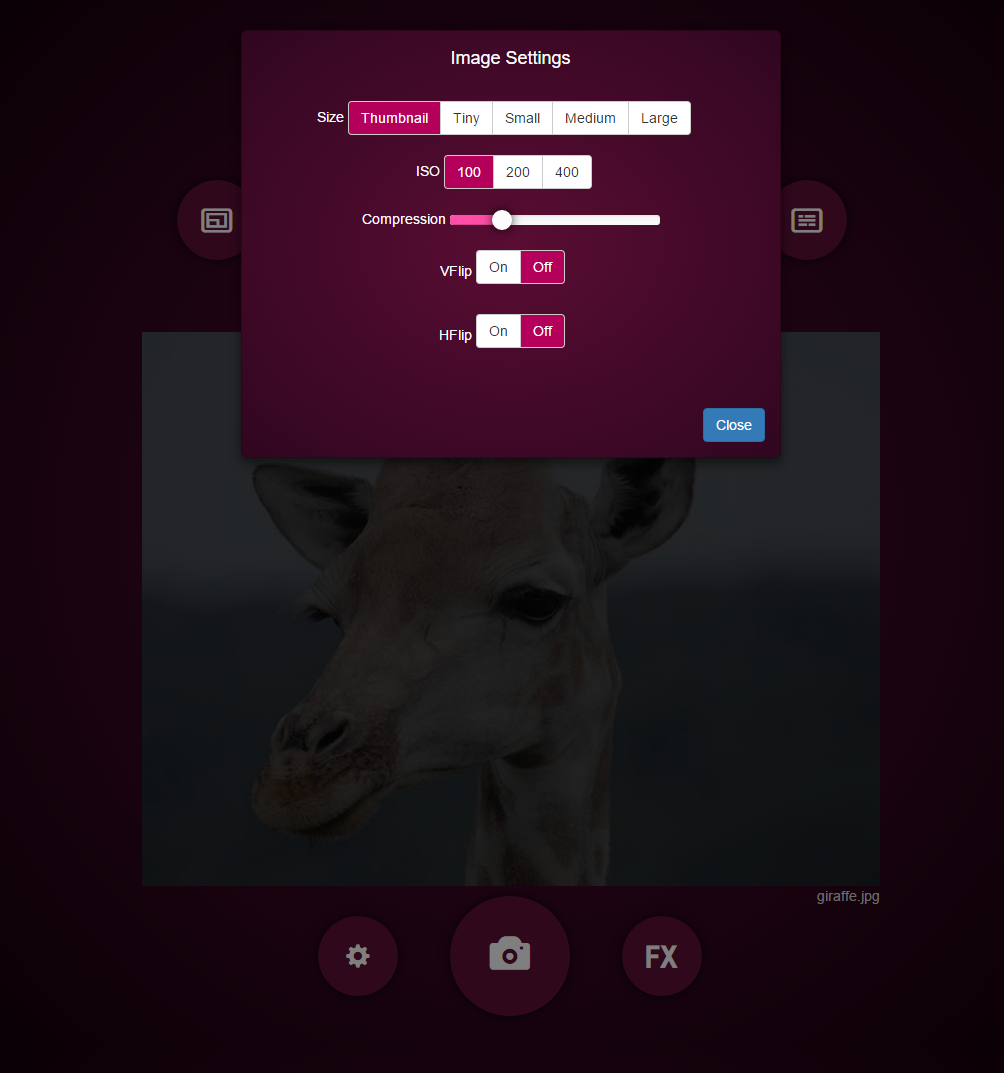 Image Settings
Size Thumbnail Tiny Small Medium Large
ISO 100 200 400
Compression
VFlip On Off
HFlip On Off
Close
giraffe.jpg
FX